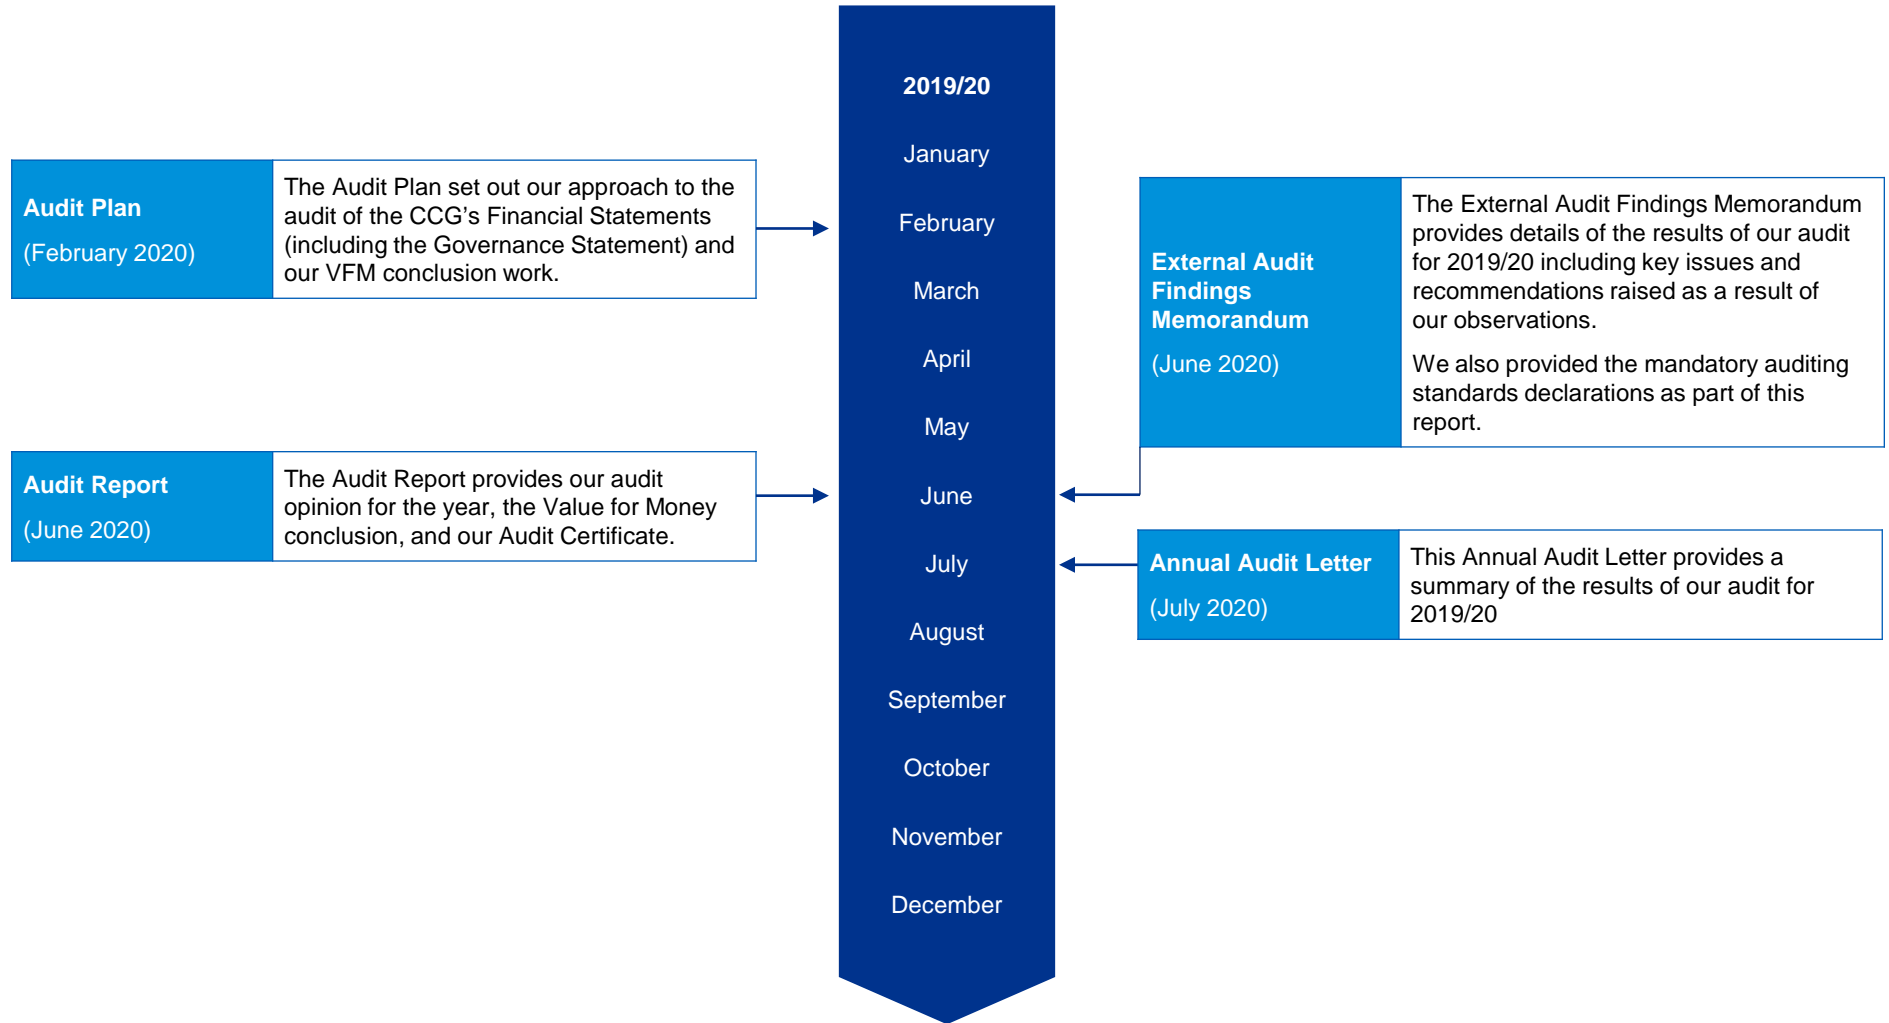 2019/20
January
February
March
April
May
June
July
August
September
October
November
December
Audit Plan
(February 2020)
The Audit Plan set out our approach to the
audit of the CCG's Financial Statements
(including the Governance Statement) and
our VFM conclusion work.
Audit Report
(June 2020)
The Audit Report provides our audit
opinion for the year, the Value for Money
conclusion, and our Audit Certificate.
External Audit
Findings
Memorandum
(June 2020)
The External Audit Findings Memorandum
provides details of the results of our audit
for 2019/20 including key issues and
recommendations raised as a result of
our observations.
We also provided the mandatory auditing
standards declarations as part of this
report.
Annual Audit Letter
(July 2020)
This Annual Audit Letter provides a
summary of the results of our audit for
2019/20